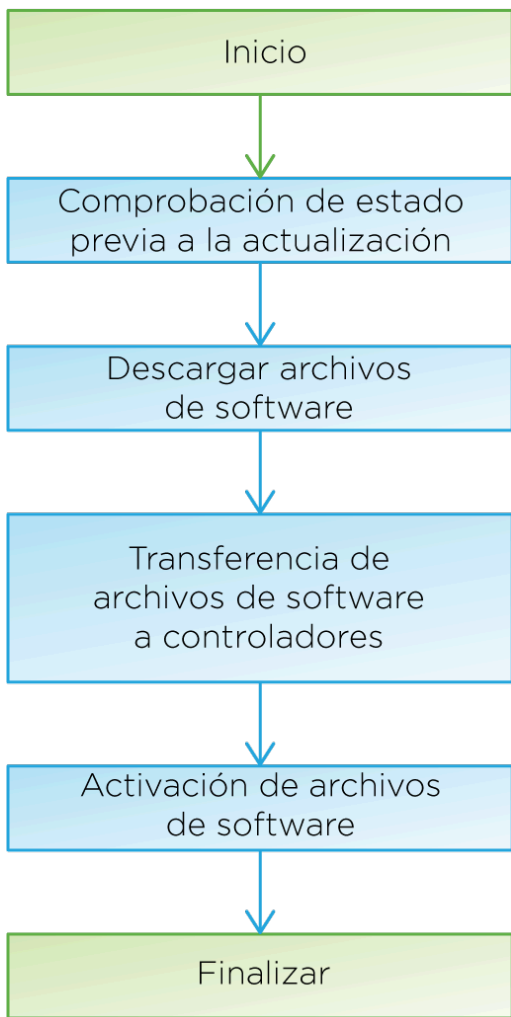 Inicio
Comprobación de estado
previa a la actualización
Descargar archivos
de software
Transferencia de
archivos de software
a controladores
Activación de archivos
de software
Finalizar